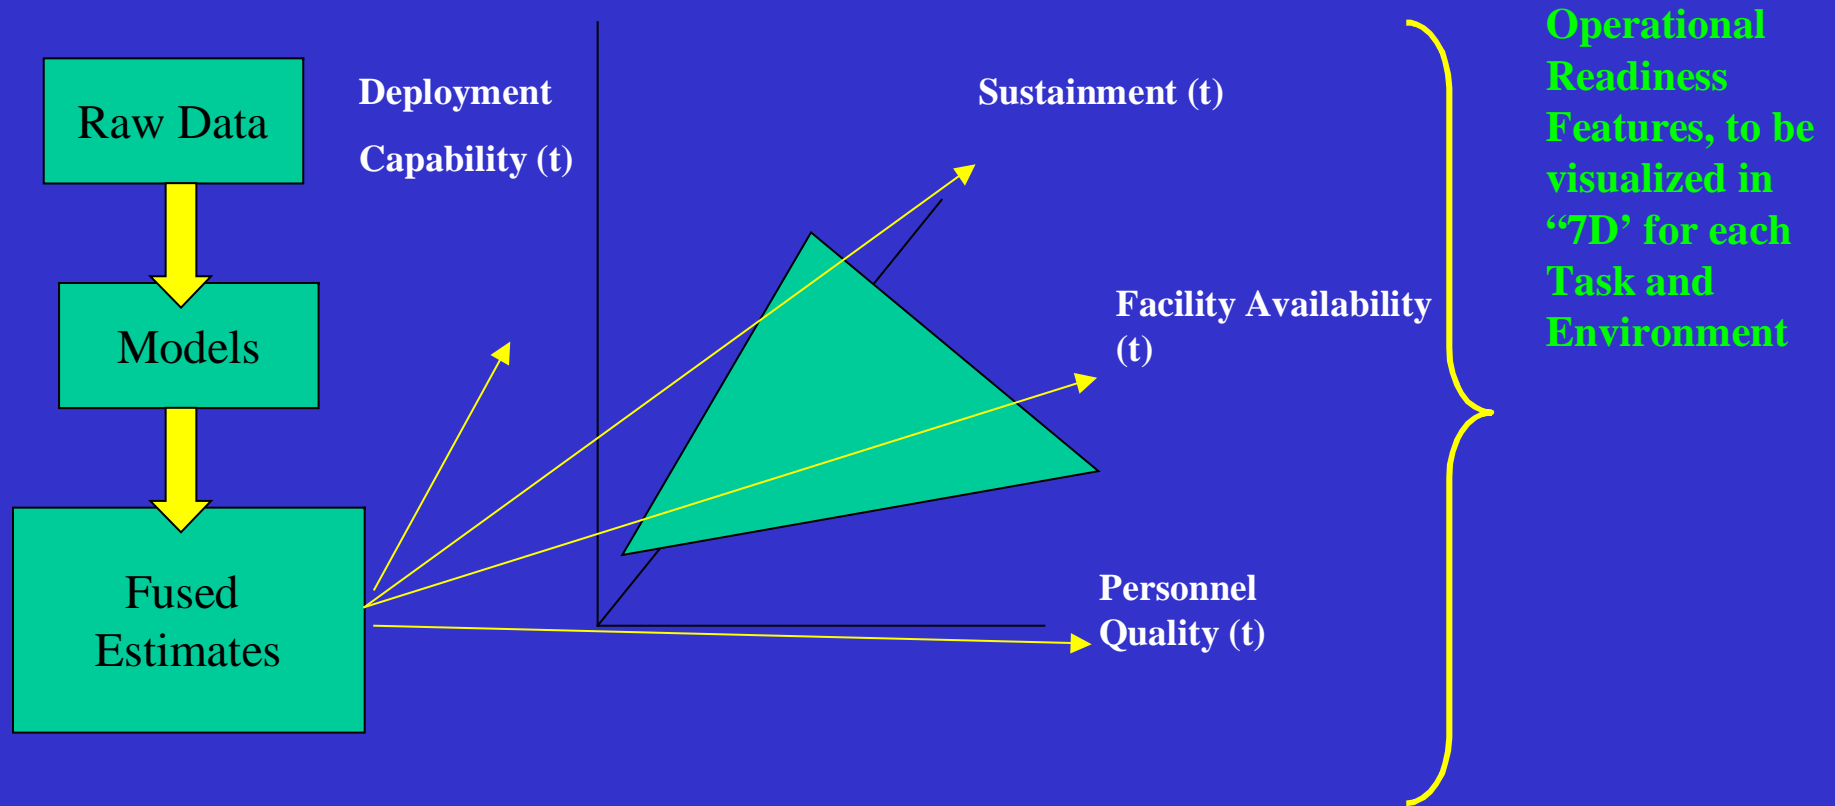 Raw Data
Models
Fused
Estimates
Deployment
Capability (t)
Sustainment (t)
Facility Availability
(t)
Personnel
Quality (t)
Operational
Readiness
Features, to be
visualized in
“7D’ for each
Task and
Environment